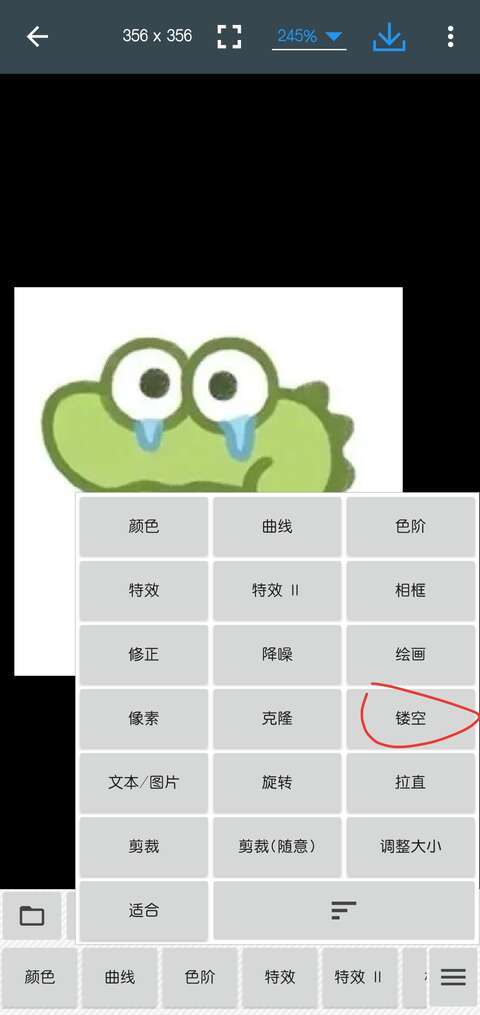 356 x 356 245%
颜色 曲线 色阶
特效 特效 II 相框
修正 降噪 绘画
像素 克隆 镂空
文本/图片 旋转 拉直
剪裁 剪裁(随意) 调整大小
适合
颜色 曲线 色阶 特效 特效 II